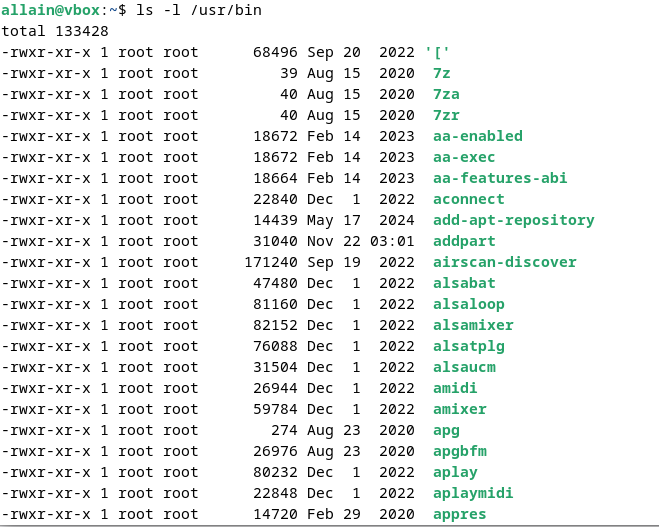 allain@vbox:~$ ls -l /usr/bin
total 133428
-rwxr-xr-x 1 root root      68496 Sep 20  2022 '['
-rwxr-xr-x 1 root root         39 Aug 15  2020  7z
-rwxr-xr-x 1 root root         40 Aug 15  2020  7za
-rwxr-xr-x 1 root root         40 Aug 15  2020  7zr
-rwxr-xr-x 1 root root      18672 Feb 14  2023  aa-enabled
-rwxr-xr-x 1 root root      18672 Feb 14  2023  aa-exec
-rwxr-xr-x 1 root root      18664 Feb 14  2023  aa-features-abi
-rwxr-xr-x 1 root root      22840 Dec  1  2022  aconnect
-rwxr-xr-x 1 root root      14439 May 17  2024  add-apt-repository
-rwxr-xr-x 1 root root      31040 Nov 22 03:01  addpart
-rwxr-xr-x 1 root root     171240 Sep 19  2022  airscan-discover
-rwxr-xr-x 1 root root      47480 Dec  1  2022  alsabat
-rwxr-xr-x 1 root root      81160 Dec  1  2022  alsaloop
-rwxr-xr-x 1 root root      82152 Dec  1  2022  alsamixer
-rwxr-xr-x 1 root root      76088 Dec  1  2022  alsatplg
-rwxr-xr-x 1 root root      31504 Dec  1  2022  alsaucm
-rwxr-xr-x 1 root root      26944 Dec  1  2022  amidi
-rwxr-xr-x 1 root root      59784 Dec  1  2022  amixer
-rwxr-xr-x 1 root root        274 Aug 23  2020  apg
-rwxr-xr-x 1 root root      26976 Aug 23  2020  apgbfm
-rwxr-xr-x 1 root root      80232 Dec  1  2022  aplay
-rwxr-xr-x 1 root root      22848 Dec  1  2022  aplaymidi
-rwxr-xr-x 1 root root      14720 Feb 29  2020  appres